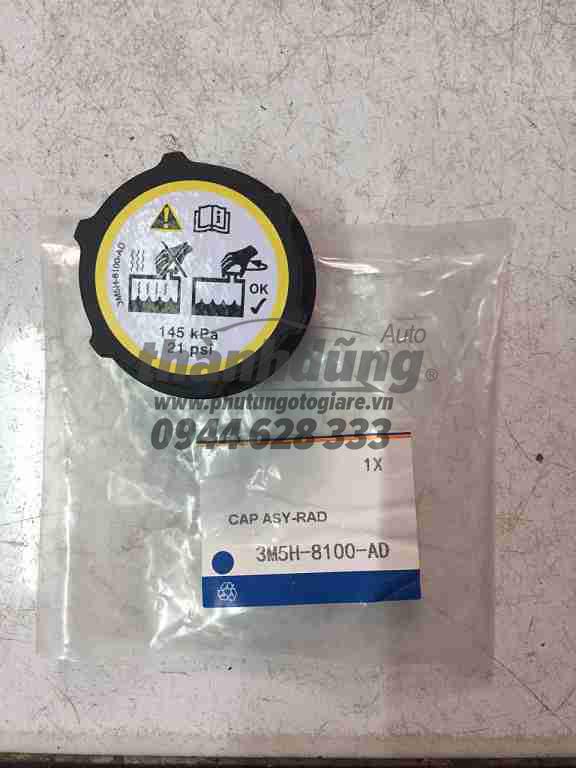 3M5H-8100-AD
OK
145 kPa
21 psi
Auto
thànhdũng®
www.phutungotogiare.vn
0944 628 333
1X
CAP ASY-RAD
3M5H-8100-AD